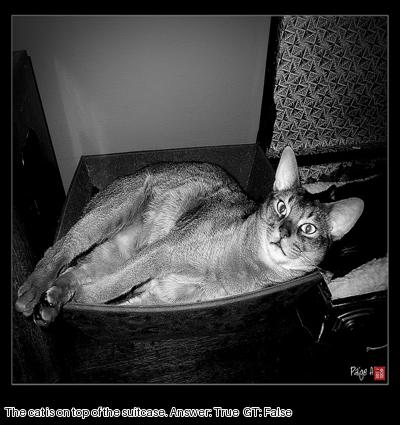 Paige A
The cat is on top of the suitcase. Answer: True GT: False